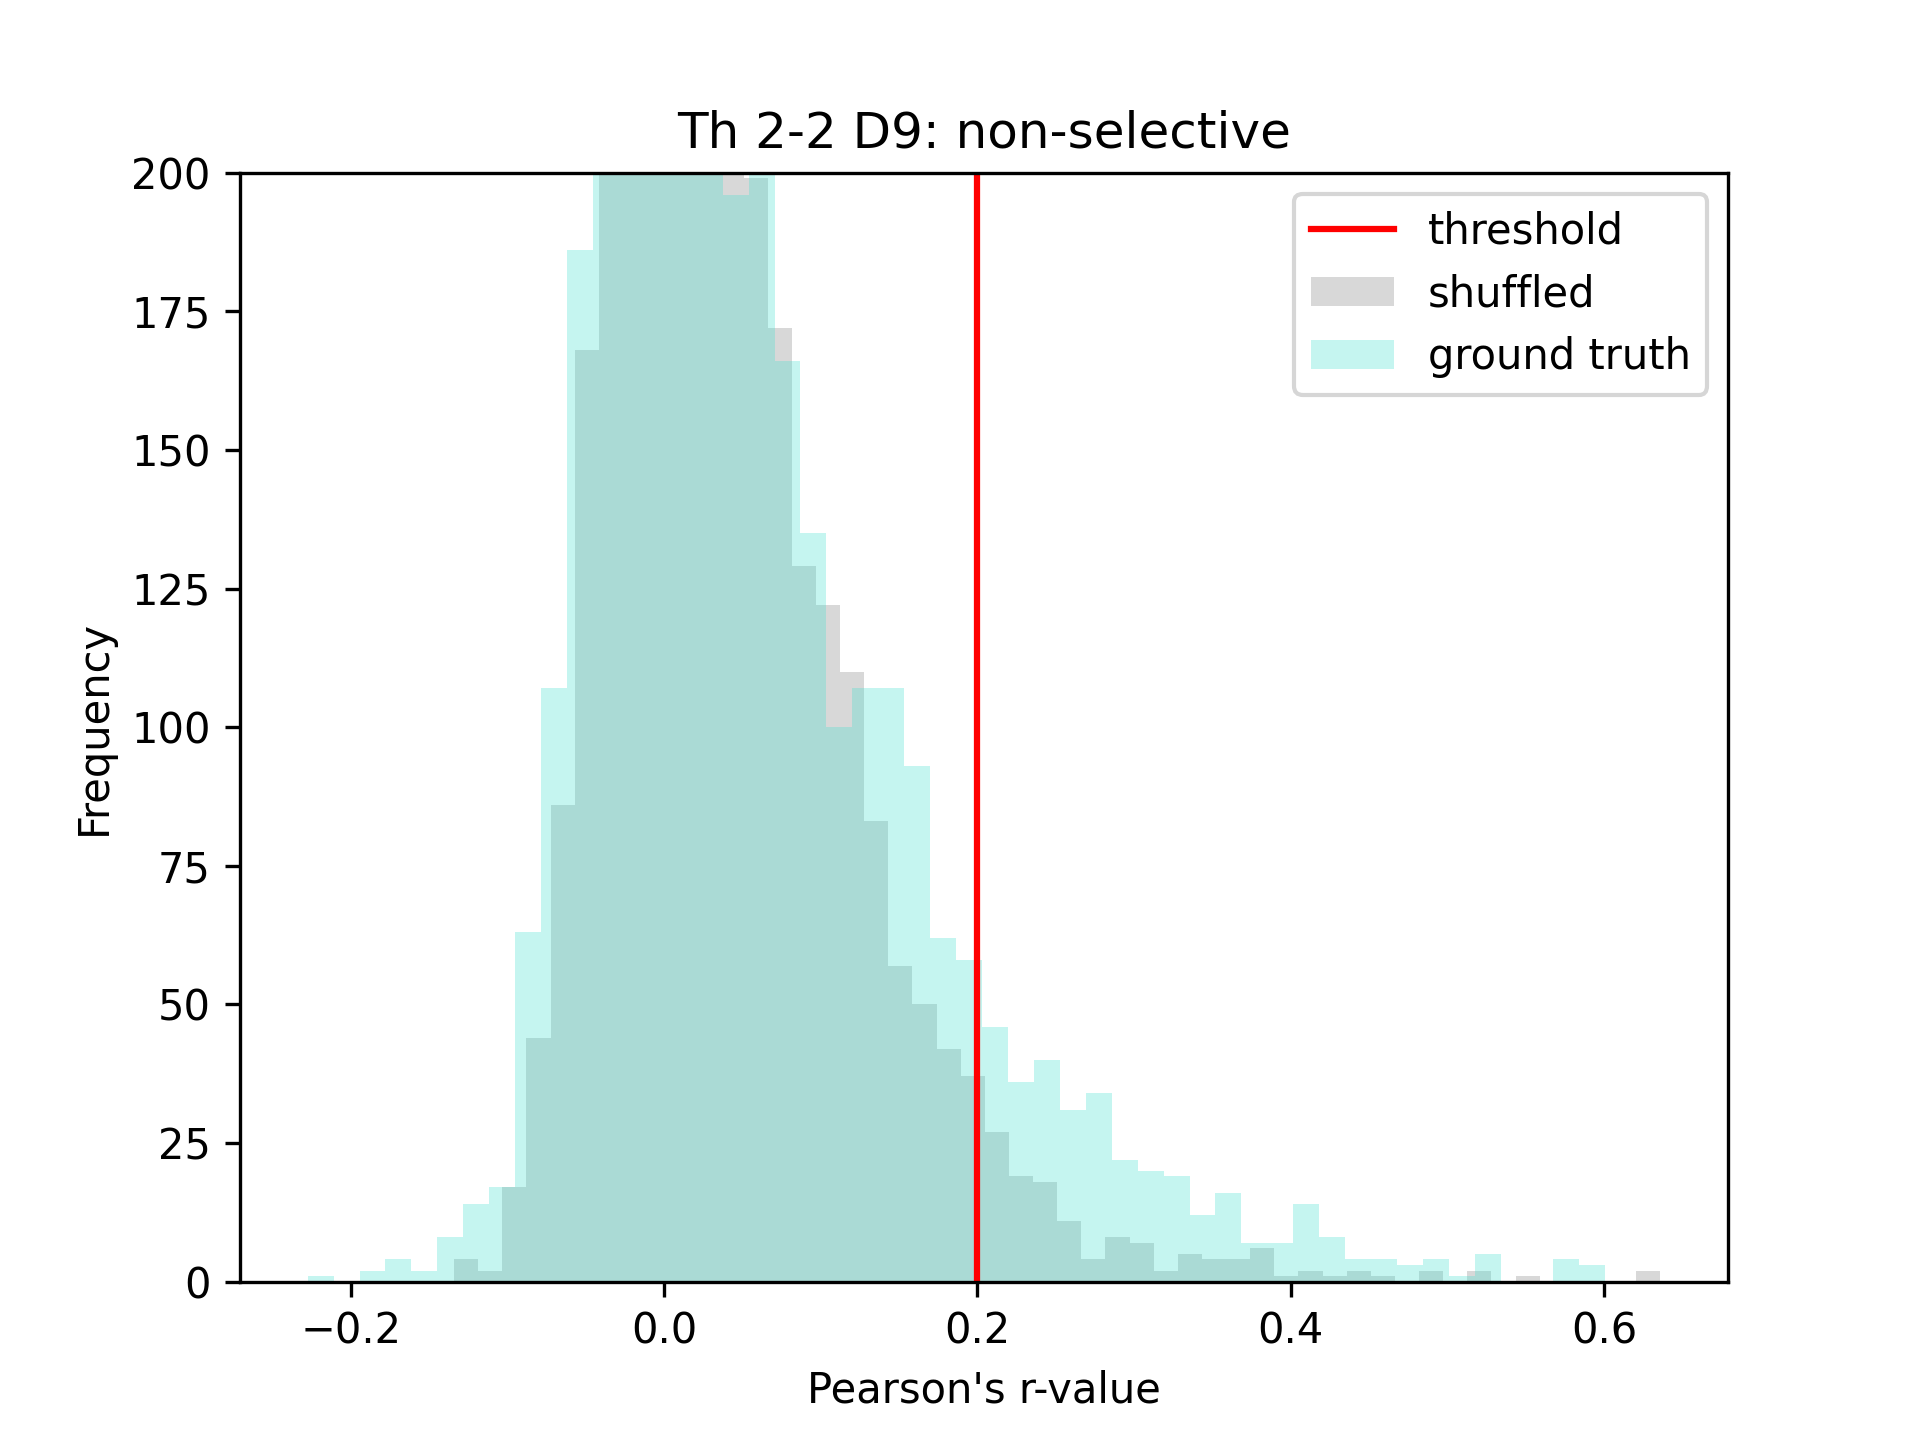 Th 2-2 D9: non-selective
200
175
150
125
100
75
50
25
0
Frequency
threshold
shuffled
ground truth
−0.2
0.0
0.2
0.4
0.6
Pearson's r-value